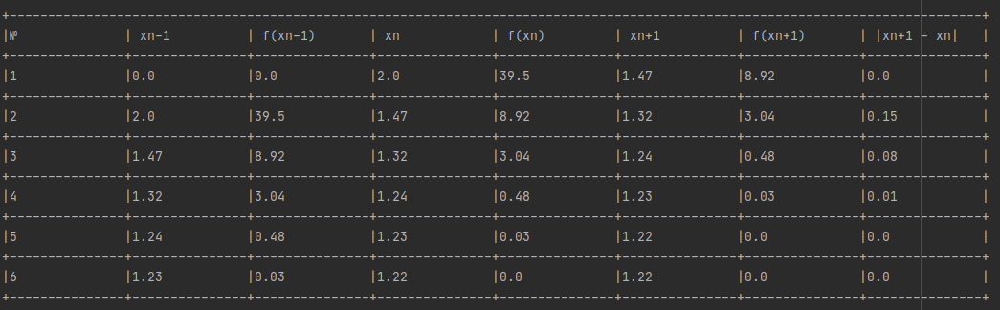 № xn-1 f(xn-1) xn f(xn) xn+1 f(xn+1) |xn+1 - xn|
1 0.0 0.0 2.0 39.5 1.47 8.92 0.0
2 2.0 39.5 1.47 8.92 1.32 3.04 0.15
3 1.47 8.92 1.32 3.04 1.24 0.48 0.08
4 1.32 3.04 1.24 0.48 1.23 0.03 0.01
5 1.24 0.48 1.23 0.03 1.22 0.0 0.0
6 1.23 0.03 1.22 0.0 1.22 0.0 0.0